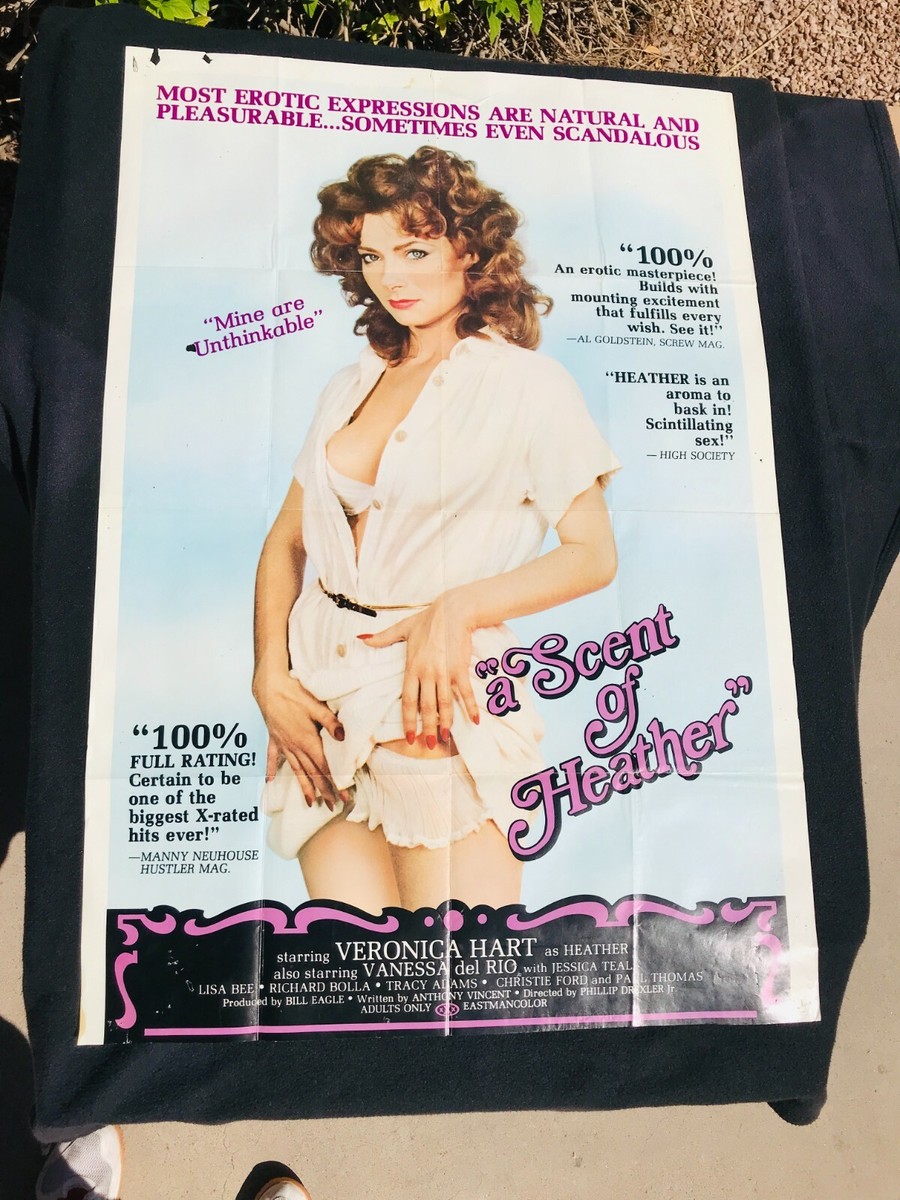 MOST EROTIC EXPRESSIONS ARE NATURAL AND
PLEASURABLE...SOMETIMES EVEN SCANDALOUS
"Mine are
Unthinkable"
"100%
An erotic masterpiece!
Builds with
mounting excitement
that fulfills every
wish. See it!"
—AL GOLDSTEIN, SCREW MAG.
"HEATHER is an
aroma to
bask in!
Scintillating
sex!"
— HIGH SOCIETY
"a Scent
of
Heather"
"100%
FULL RATING!
Certain to be
one of the
biggest X-rated
hits ever!"
—MANNY NEUHOUSE
HUSTLER MAG.
starring VERONICA HART as HEATHER
also starring VANESSA del RIO with JESSICA TEAL
LISA BEE • RICHARD BOLLA • TRACY ADAMS • CHRISTIE FORD and PAUL THOMAS
Produced by BILL EAGLE • Written by ANTHONY VINCENT • Directed by PHILLIP DREXLER Jr.
ADULTS ONLY XXX EASTMANCOLOR